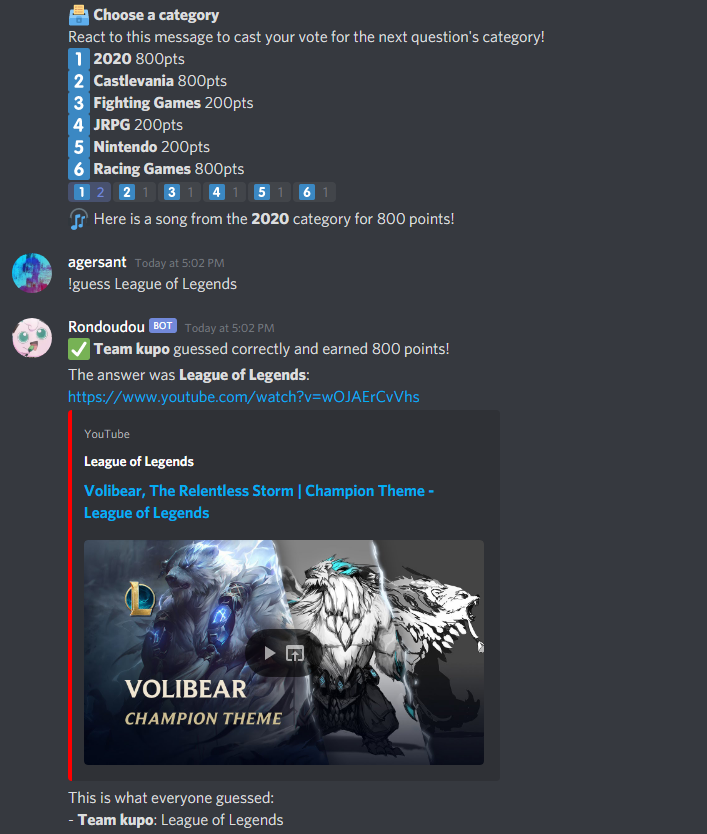 Choose a category
React to this message to cast your vote for the next question's category!
1 2020 800pts
2 Castlevania 800pts
3 Fighting Games 200pts
4 JRPG 200pts
5 Nintendo 200pts
6 Racing Games 800pts
1 2 2 1 3 1 4 1 5 1 6 1
Here is a song from the 2020 category for 800 points!
agersant Today at 5:02 PM
!guess League of Legends
Rondoudou BOT Today at 5:02 PM
Team kupo guessed correctly and earned 800 points!
The answer was League of Legends:
https://www.youtube.com/watch?v=wOJAErCvVhs
YouTube
League of Legends
Volibear, The Relentless Storm | Champion Theme -
League of Legends
L
VOLIBEAR
CHAMPION THEME
This is what everyone guessed:
- Team kupo: League of Legends